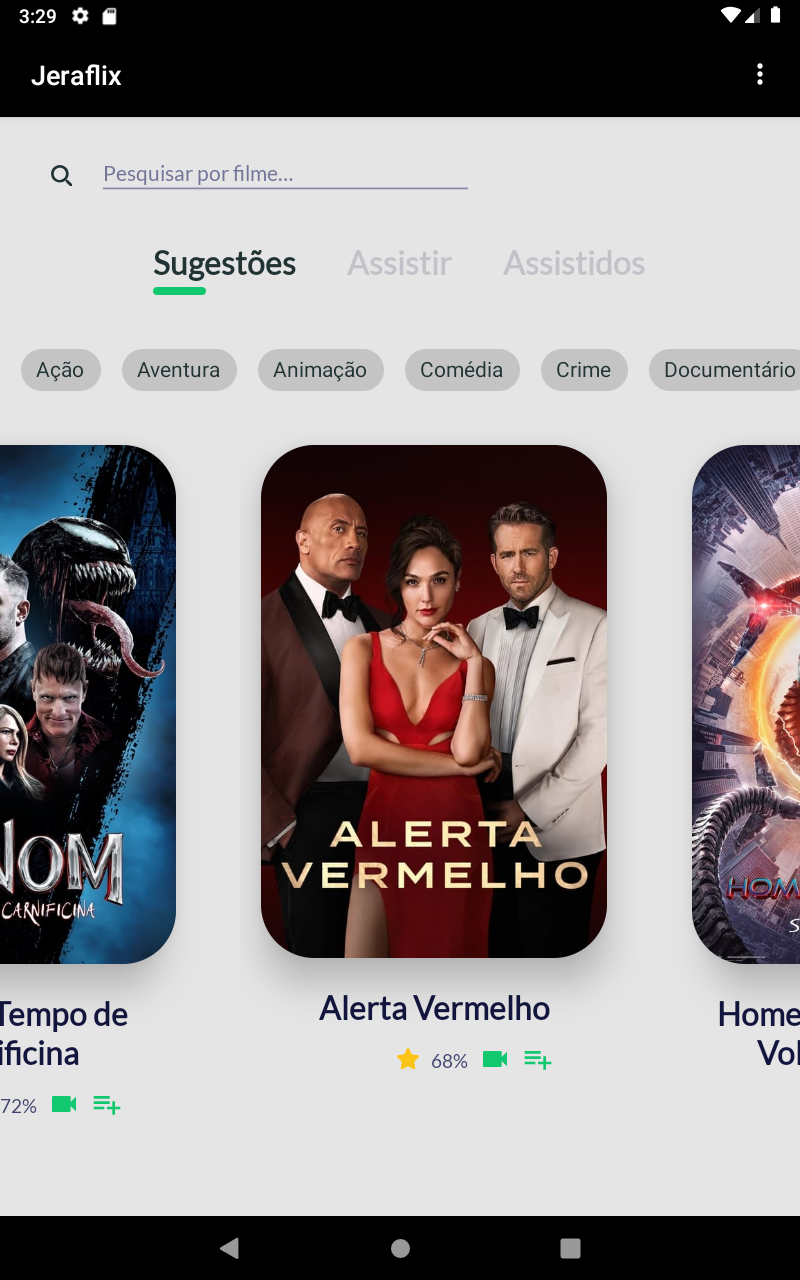 3:29
Jeraflix
Pesquisar por filme...
Sugestões Assistir Assistidos
Ação Aventura Animação Comédia Crime Documentário
NOM
CARNIFICINA
ALERTA
VERMELHO
HOM
S
Tempo de
ificina
72%
Alerta Vermelho
68%
Home
Vol